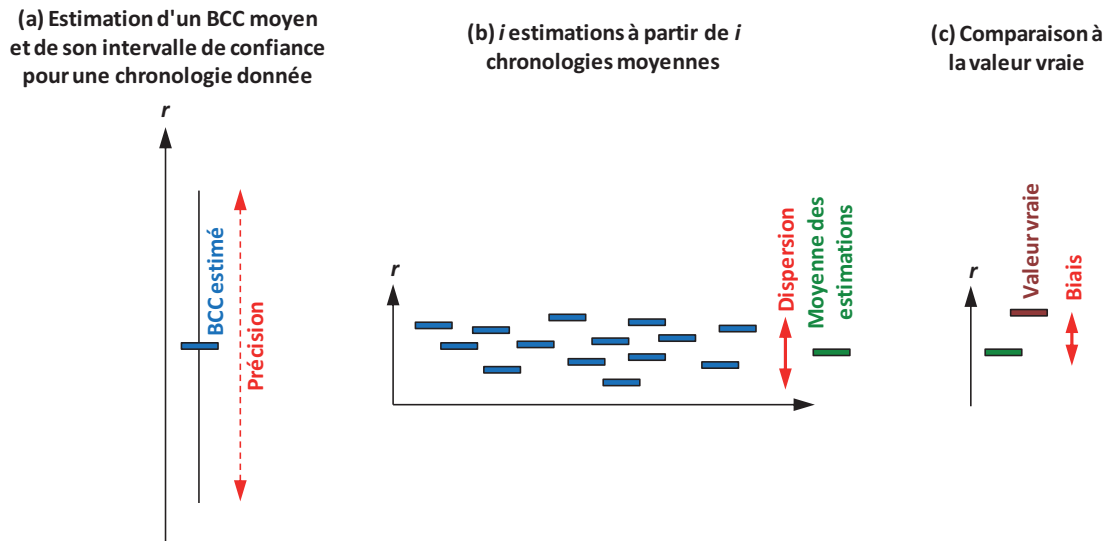 (a) Estimation d'un BCC moyen
et de son intervalle de confiance
pour une chronologie donnée
r
BCC estimé
Précision
(b) i estimations à partir de i
chronologies moyennes
r
Dispersion
Moyenne des
estimations
(c) Comparaison à
la valeur vraie
r
Valeur vraie
Biais